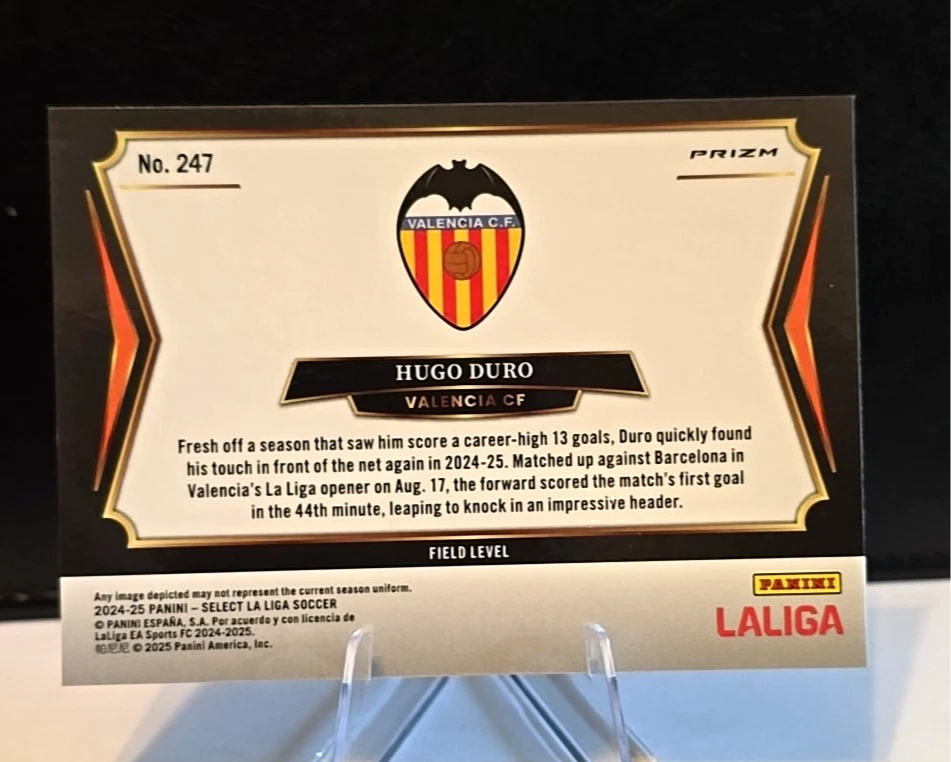 No. 247
PRIZM
VALENCIA C.F.
HUGO DURO
VALENCIA CF
Fresh off a season that saw him score a career-high 13 goals, Duro quickly found
his touch in front of the net again in 2024-25. Matched up against Barcelona in
Valencia's La Liga opener on Aug. 17, the forward scored the match's first goal
in the 44th minute, leaping to knock in an impressive header.
FIELD LEVEL
Any image depicted may not represent the current season uniform.
2024-25 PANINI – SELECT LA LIGA SOCCER
© PANINI ESPAÑA, S.A. Por acuerdo y con licencia de
LaLiga EA Sports FC 2024-2025.
帕尼尼 © 2025 Panini America, Inc.
PANINI
LALIGA